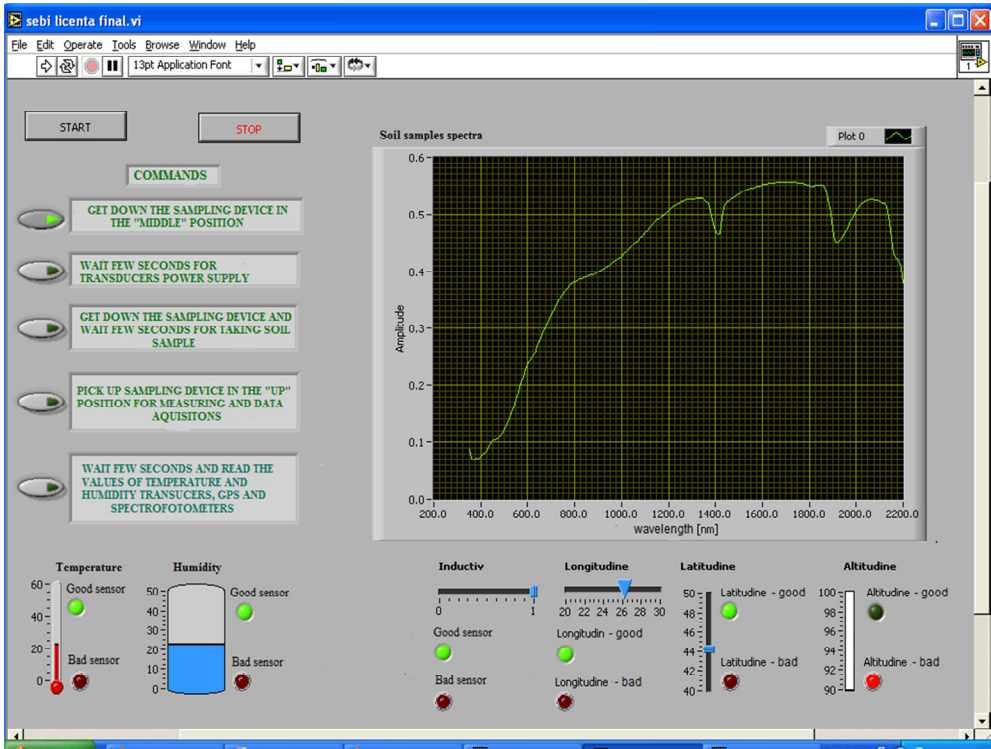 sebi licenta final.vi
File Edit Operate Tools Browse Window Help
13pt Application Font
1
START
STOP
COMMANDS
GET DOWN THE SAMPLING DEVICE IN
THE "MIDDLE" POSITION
WAIT FEW SECONDS FOR
TRANSDUCERS POWER SUPPLY
GET DOWN THE SAMPLING DEVICE AND
WAIT FEW SECONDS FOR TAKING SOIL
SAMPLE
PICK UP SAMPLING DEVICE IN THE "UP"
POSITION FOR MEASURING AND DATA
AQUISITONS
WAIT FEW SECONDS AND READ THE
VALUES OF TEMPERATURE AND
HUMIDITY TRANSUCERS, GPS AND
SPECTROFOTOMETERS
Soil samples spectra
Plot 0
Amplitude
0.6
0.5
0.4
0.3
0.2
0.1
0.0
200.0 400.0 600.0 800.0 1000.0 1200.0 1400.0 1600.0 1800.0 2000.0 2200.0
wavelength [nm]
Temperature
60
40
20
0
Good sensor
Bad sensor
Humidity
50
40
30
20
10
0
Good sensor
Bad sensor
Inductiv
0 1
Good sensor
Bad sensor
Longitudine
20 22 24 26 28 30
Longitudin - good
Longitudine - bad
Latitudine
50
48
46
44
42
40
Latitudine - good
Latitudine - bad
Altitudine
100
98
96
94
92
90
Altitudine - good
Altitudine - bad